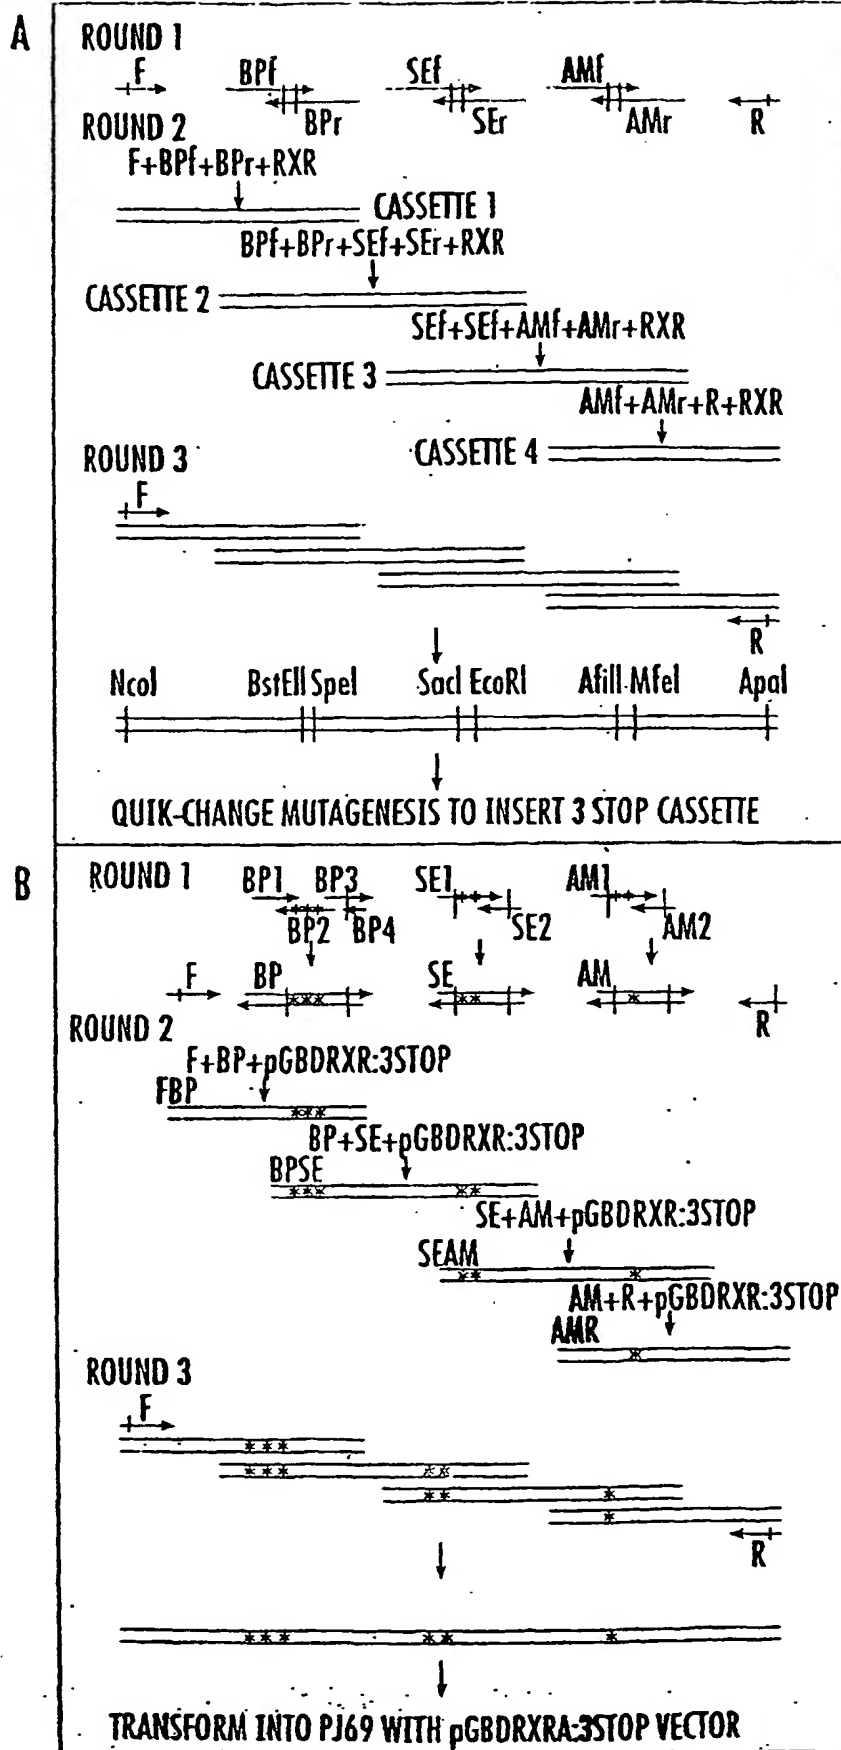 A
ROUND 1
F BPf SEf AMf
BPr SEr AMr R
ROUND 2
F+BPf+BPr+RXR
CASSETTE 1
BPf+BPr+SEf+SEr+RXR
CASSETTE 2
SEf+SEf+AMf+AMr+RXR
CASSETTE 3
AMf+AMr+R+RXR
CASSETTE 4
ROUND 3
F
R
NcoI BstEII SpeI SacI EcoRI AflII MfeI ApaI
QUIK-CHANGE MUTAGENESIS TO INSERT 3 STOP CASSETTE
B
ROUND 1 BP1 BP3 SE1 AM1
BP2 BP4 SE2 AM2
F BP SE AM
R
ROUND 2
F+BP+pGBDRXR:3STOP
FBP
BP+SE+pGBDRXR:3STOP
BPSE
SE+AM+pGBDRXR:3STOP
SEAM
AM+R+pGBDRXR:3STOP
AMR
ROUND 3
F
R
TRANSFORM INTO PJ69 WITH pGBDRXRA:3STOP VECTOR